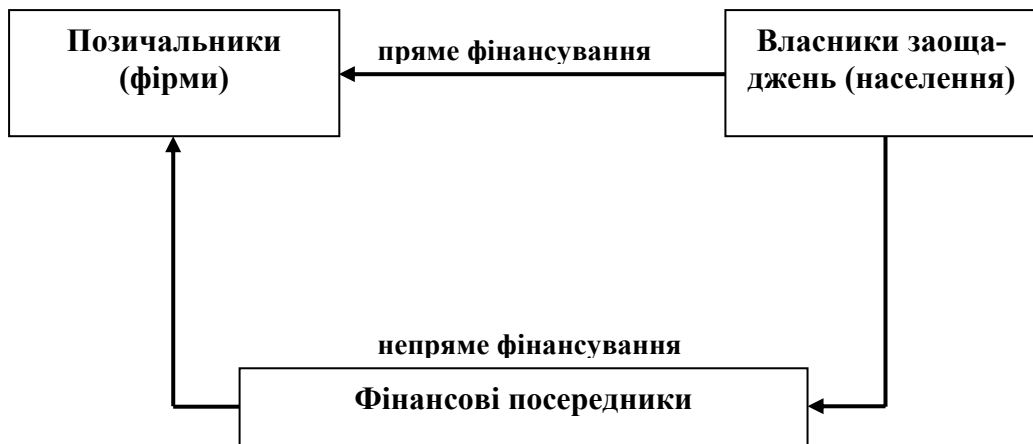 Позичальники
(фірми)
пряме фінансування
Власники заоща-
джень (населення)
непряме фінансування
Фінансові посередники